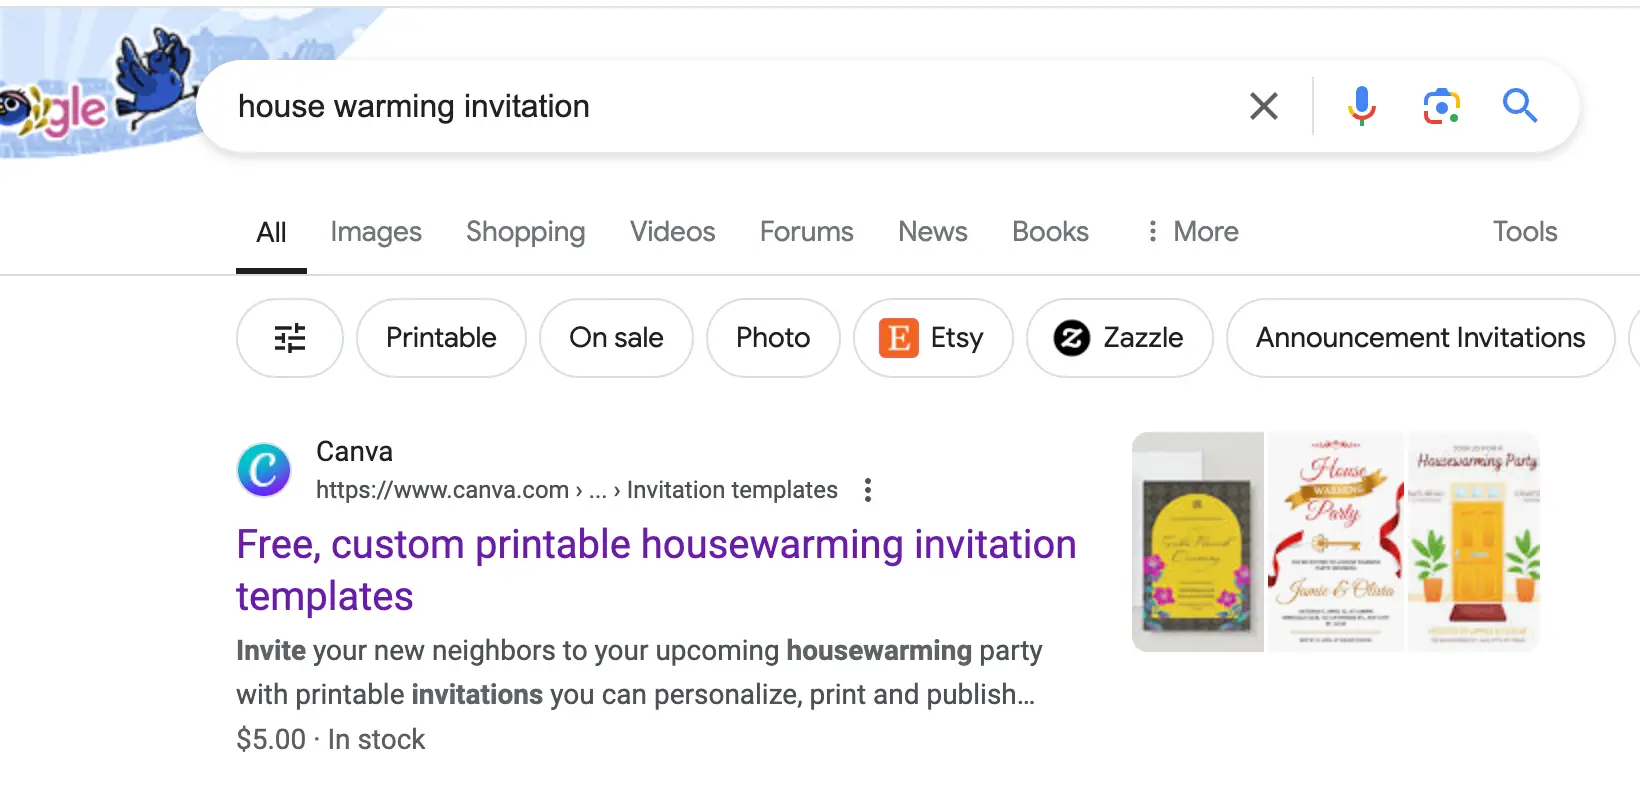 gle
house warming invitation
All Images Shopping Videos Forums News Books More Tools
Printable On sale Photo E Etsy Z Zazzle Announcement Invitations
Canva
https://www.canva.com › ... › Invitation templates
Free, custom printable housewarming invitation
templates
Invite your new neighbors to your upcoming housewarming party
with printable invitations you can personalize, print and publish...
$5.00 · In stock
House
WARMING
Party
Jamie & Olivia
JOIN US FOR A
Housewarming Party